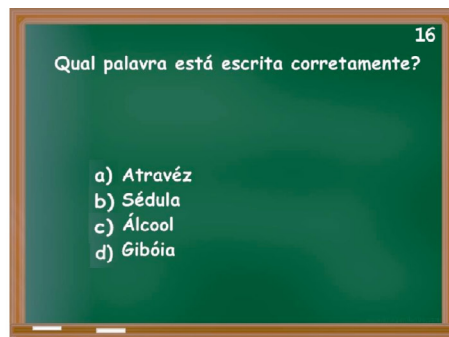 16
Qual palavra está escrita corretamente?
a) Atravéz
b) Sédula
c) Álcool
d) Gibóia